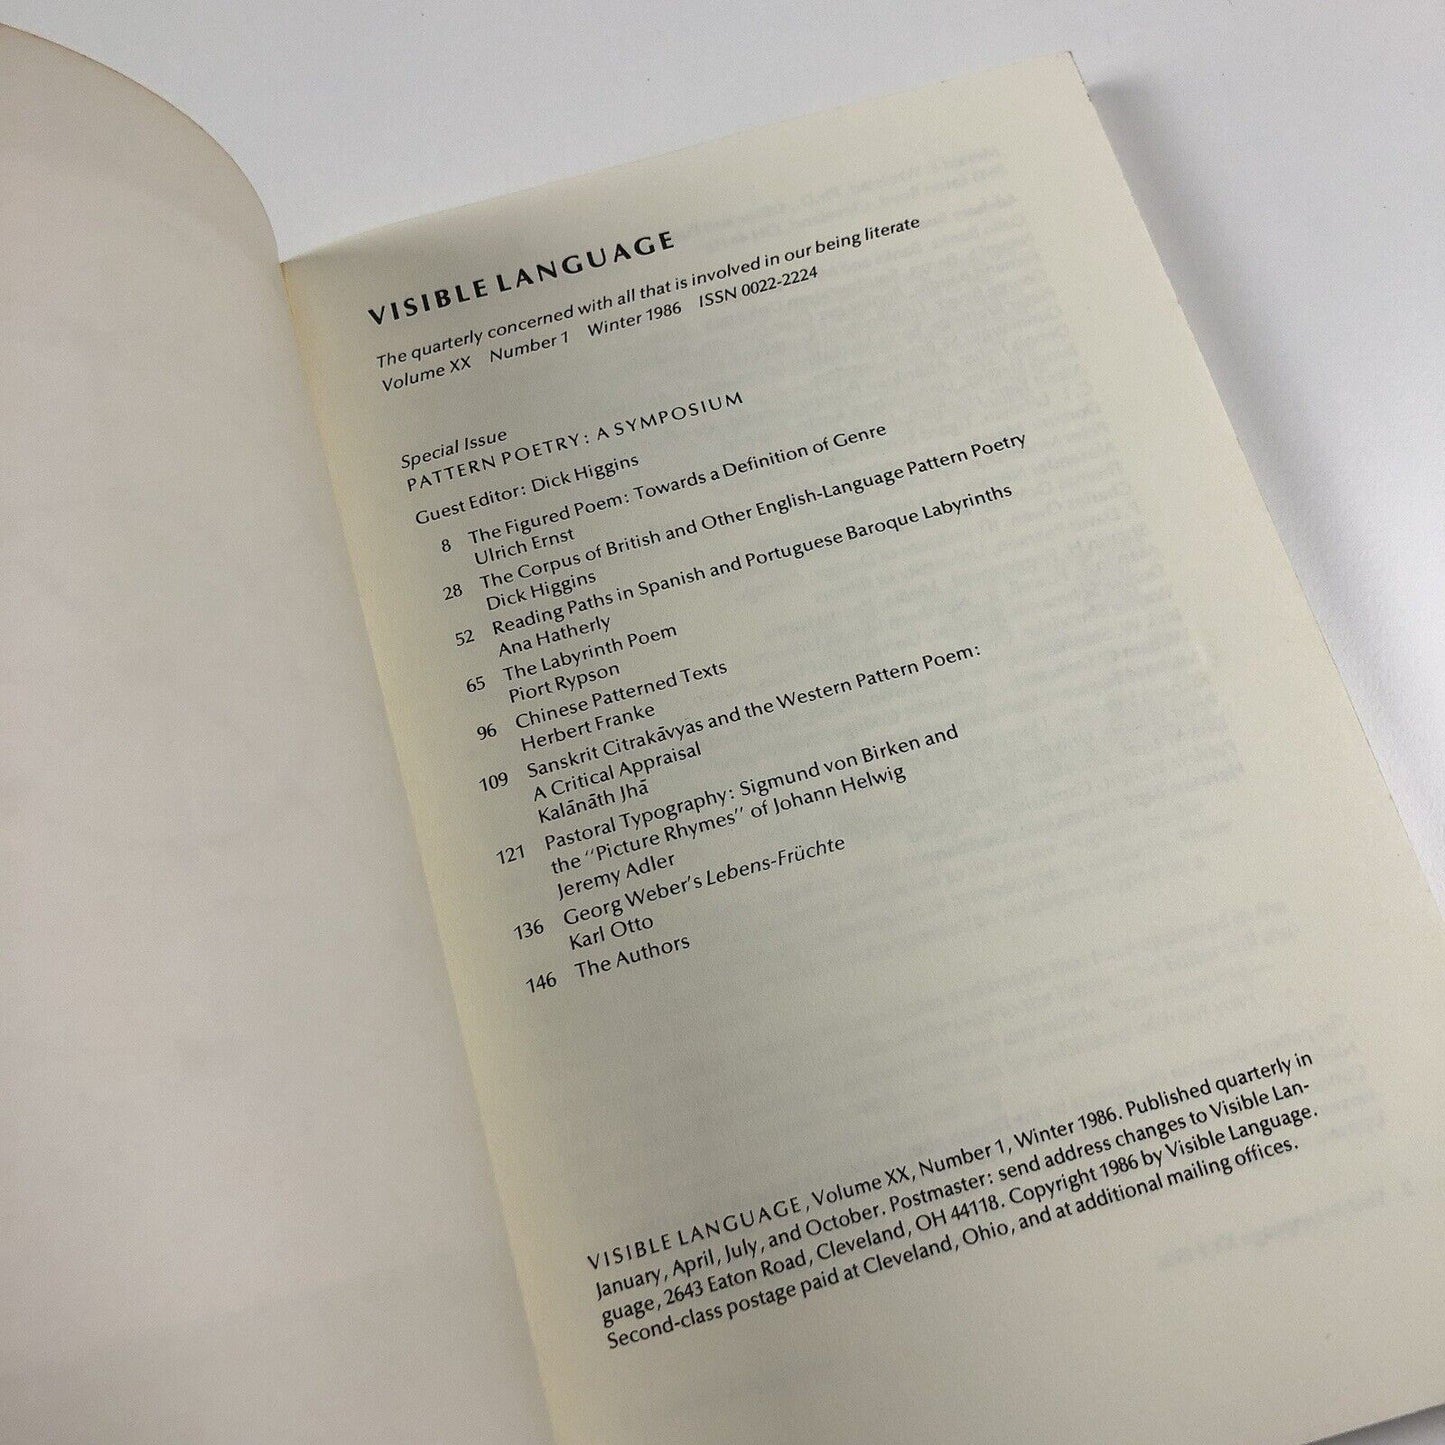 VISIBLE LANGUAGE
The quarterly concerned with all that is involved in our being literate
Volume XX Number 1 Winter 1986 ISSN 0022-2224
Special Issue
PATTERN POETRY: A SYMPOSIUM
Guest Editor: Dick Higgins
8 The Figured Poem: Towards a Definition of Genre
Ulrich Ernst
28 The Corpus of British and Other English-Language Pattern Poetry
Dick Higgins
52 Reading Paths in Spanish and Portuguese Baroque Labyrinths
Ana Hatherly
65 The Labyrinth Poem
Piort Rypson
96 Chinese Patterned Texts
Herbert Franke
109 Sanskrit Citrakāvyas and the Western Pattern Poem:
A Critical Appraisal
Kalānāth Jhā
121 Pastoral Typography: Sigmund von Birken and
the "Picture Rhymes" of Johann Helwig
Jeremy Adler
136 Georg Weber's Lebens-Früchte
Karl Otto
146 The Authors
VISIBLE LANGUAGE, Volume XX, Number 1, Winter 1986. Published quarterly in
January, April, July, and October. Postmaster: send address changes to Visible Lan-
guage, 2643 Eaton Road, Cleveland, OH 44118. Copyright 1986 by Visible Language.
Second-class postage paid at Cleveland, Ohio, and at additional mailing offices.